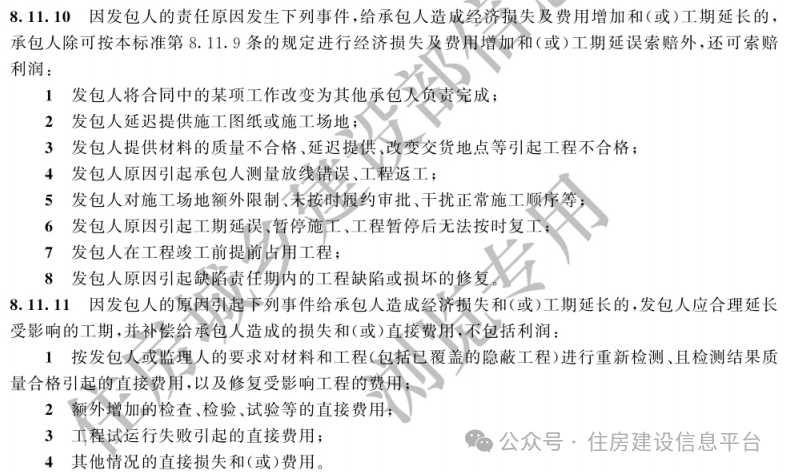 8.11.10 因发包人的责任原因发生下列事件,给承包人造成经济损失及费用增加和(或)工期延长的,
承包人除可按本标准第 8.11.9 条的规定进行经济损失及费用增加和(或)工期延误索赔外,还可索赔
利润:
1 发包人将合同中的某项工作改变为其他承包人负责完成;
2 发包人延迟提供施工图纸或施工场地;
3 发包人提供材料的质量不合格、延迟提供、改变交货地点等引起工程不合格;
4 发包人原因引起承包人测量放线错误、工程返工;
5 发包人对施工场地额外限制、未按时履约审批、干扰正常施工顺序等;
6 发包人原因引起工期延误、暂停施工、工程暂停后无法按时复工;
7 发包人在工程竣工前提前占用工程;
8 发包人原因引起缺陷责任期内的工程缺陷或损坏的修复。
8.11.11 因发包人的原因引起下列事件给承包人造成经济损失和(或)工期延长的,发包人应合理延长
受影响的工期,并补偿给承包人造成的损失和(或)直接费用,不包括利润:
1 按发包人或监理人的要求对材料和工程(包括已覆盖的隐蔽工程)进行重新检测、且检测结果质
量合格引起的直接费用,以及修复受影响工程的费用;
2 额外增加的检查、检验、试验等的直接费用;
3 工程试运行失败引起的直接费用;
4 其他情况的直接损失和(或)费用。
住房城乡建设部信息
浏览专用
公众号·住房建设信息平台